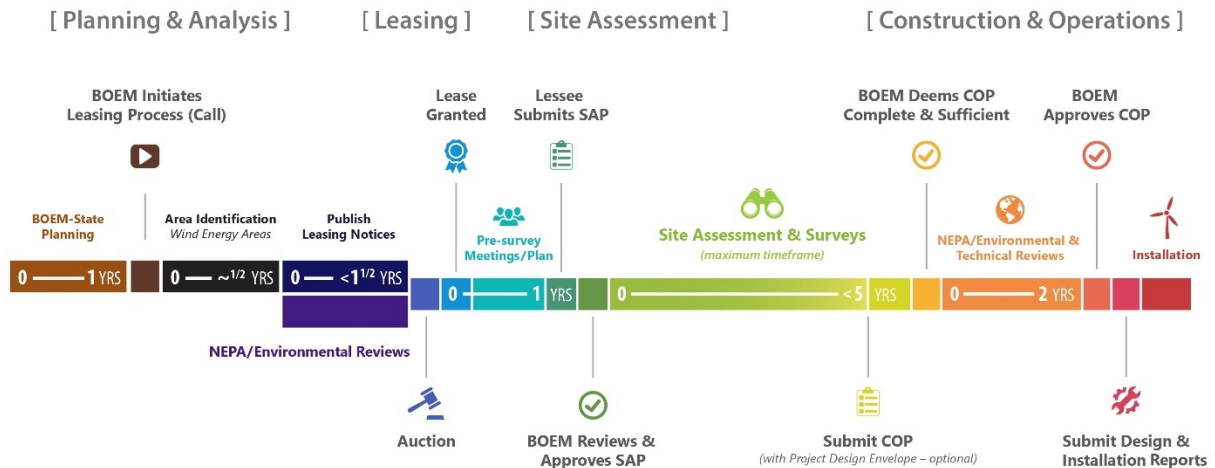 [ Planning & Analysis ]
[ Leasing ]
[ Site Assessment ]
[ Construction & Operations ]
BOEM Initiates
Leasing Process (Call)
Lease
Granted
Lessee
Submits SAP
BOEM Deems COP
Complete & Sufficient
BOEM
Approves COP
BOEM-State
Planning
Area Identification
Wind Energy Areas
Publish
Leasing Notices
Pre-survey
Meetings/Plan
Site Assessment & Surveys
(maximum timeframe)
NEPA/Environmental &
Technical Reviews
Installation
0 1 YRS
0 ~1/2 YRS
0 <1 1/2 YRS
0 1 YRS
0 <5 YRS
0 2 YRS
NEPA/Environmental Reviews
Auction
BOEM Reviews &
Approves SAP
Submit COP
(with Project Design Envelope – optional)
Submit Design &
Installation Reports